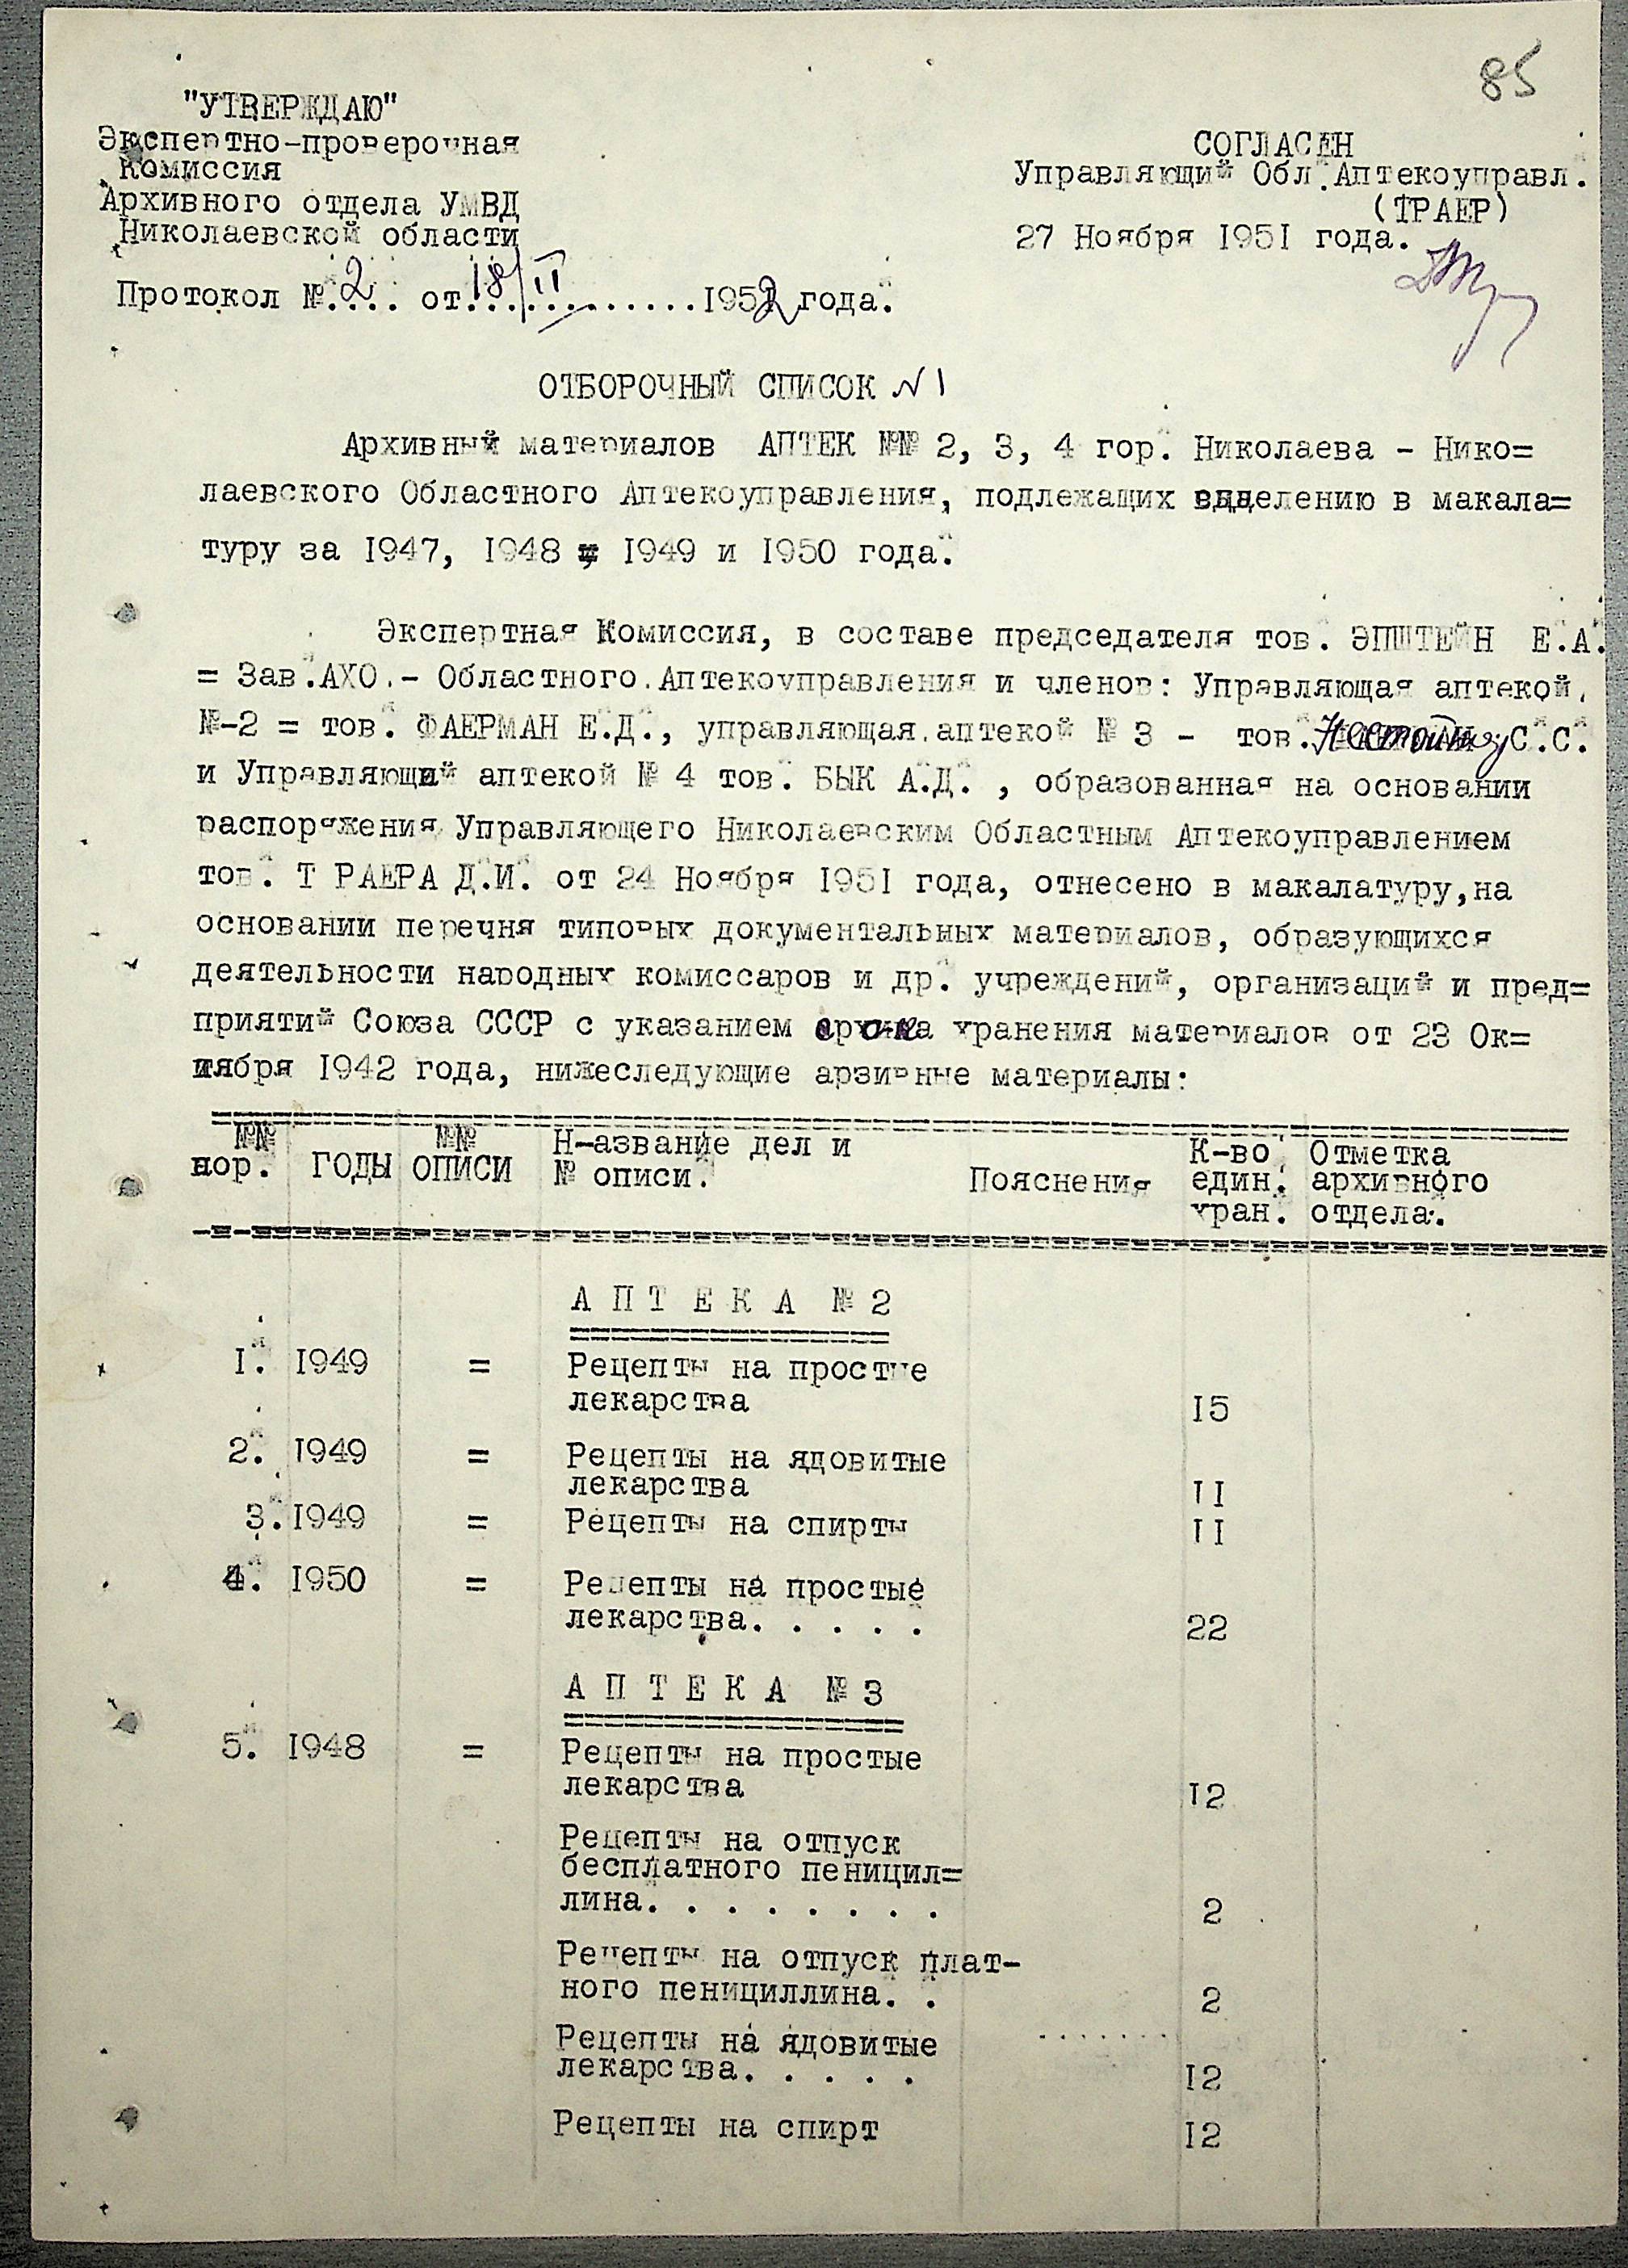 85
"УТВЕРЖДАЮ"
Экспертно-проверочная
Комиссия
Архивного отдела УМВД
Николаевской области
Протокол №.2... от 18/II 1952 года.
СОГЛАСЕН
Управляющий Обл.Аптекоуправл.
(ТРАЕР)
27 Ноября 1951 года.
ОТБОРОЧНЫЙ СПИСОК №1
Архивный материалов АПТЕК №№ 2, 3, 4 гор. Николаева - Нико=
лаевского Областного Аптекоуправления, подлежащих выделению в макала=
туру за 1947, 1948, 1949 и 1950 года.
Экспертная Комиссия, в составе председателя тов. ЭПШТЕЙН Е.А.
= Зав.АХО.- Областного.Аптекоуправления и членов: Управляющая аптекой,
№-2 = тов. ФАЕРМАН Е.Д., управляющая аптекой № 3 - тов. С.С.
и Управляющий аптекой № 4 тов. БЫК А.Д. , образованная на основании
распоряжения Управляющего Николаевским Областным Аптекоуправлением
тов. Т РАЕРА Д.И. от 24 Ноября 1951 года, отнесено в макалатуру,на
основании перечня типовых документальных материалов, образующихся
деятельности народных комиссаров и др. учреждений, организаций и пред=
приятий Союза СССР с указанием срока хранения материалов от 23 Ок=
тября 1942 года, нижеследующие арзивные материалы:
№№ пор.
ГОДЫ
№№ ОПИСИ
Н-азвание дел и
№ описи.
Пояснения
К-во един. хран.
Отметка архивного отдела.
А П Т Е К А № 2
1. 1949 = Рецепты на простые
лекарства 15
2. 1949 = Рецепты на ядовитые
лекарства 11
3. 1949 = Рецепты на спирты 11
4. 1950 = Рецепты на простые
лекарства. . . . . 22
А П Т Е К А № 3
5. 1948 = Рецепты на простые
лекарства 12
Рецепты на отпуск
бесплатного пеницил=
лина. . . . . . . . 2
Рецепты на отпуск плат-
ного пенициллина. . 2
Рецепты на ядовитые
лекарства. . . . . 12
Рецепты на спирт 12